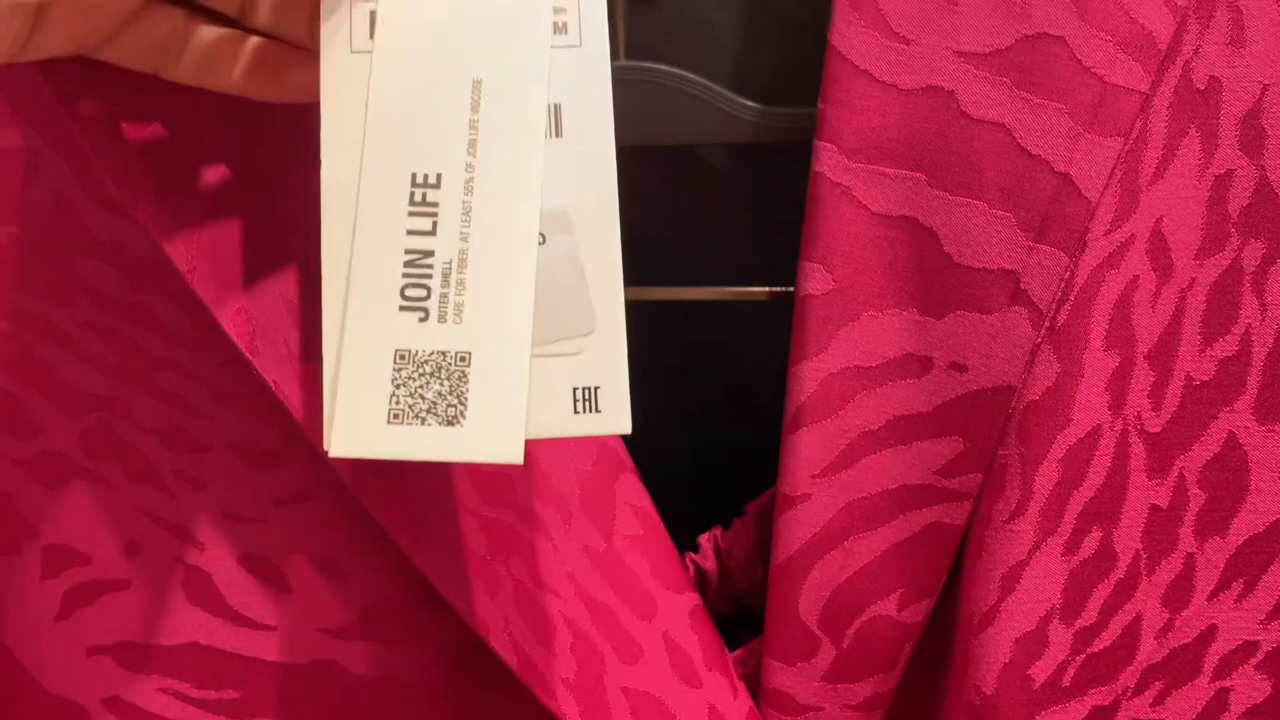 M
JOIN LIFE
OUTER SHELL
CARE FOR FIBER: AT LEAST 55% OF JOIN LIFE VISCOSE
EAC